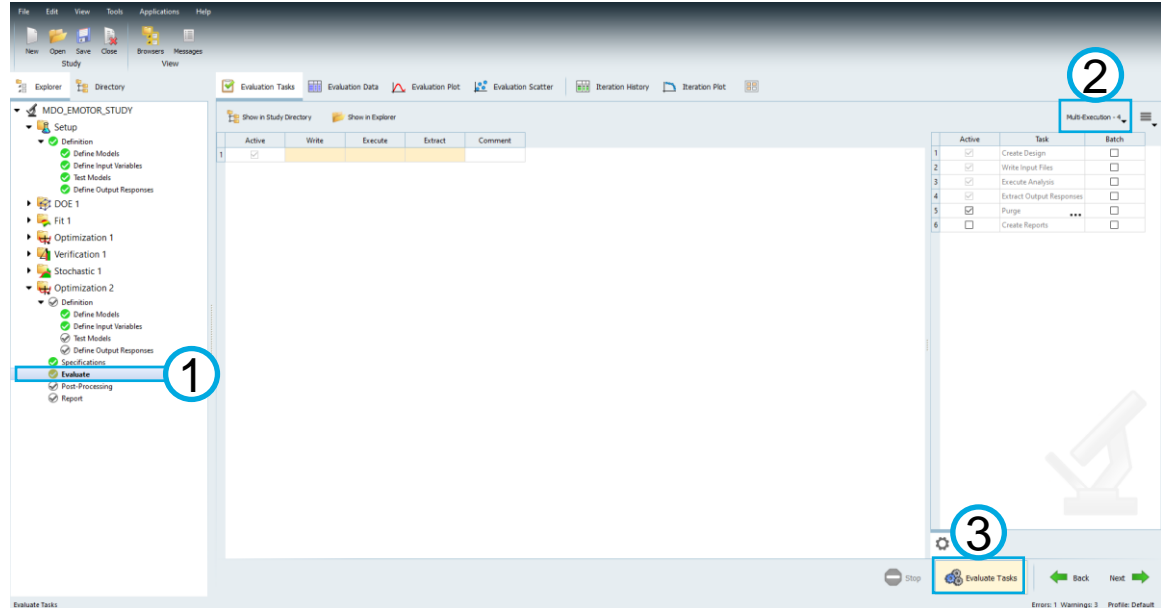 File Edit View Tools Applications Help
New Open Save Close Browsers Messages
Study View
Explorer Directory
Evaluation Tasks Evaluation Data Evaluation Plot Evaluation Scatter Iteration History Iteration Plot
2
MDO_EMOTOR_STUDY
Setup
Definition
Define Models
Define Input Variables
Test Models
Define Output Responses
DOE 1
Fit 1
Optimization 1
Verification 1
Stochastic 1
Optimization 2
Definition
Define Models
Define Input Variables
Test Models
Define Output Responses
Specifications
Evaluate
Post-Processing
Report
1
Show in Study Directory Show in Explorer
Multi-Execution - 4
Active Write Execute Extract Comment
1
Active Task Batch
1 Create Design
2 Write Input Files
3 Execute Analysis
4 Extract Output Responses
5 Purge ...
6 Create Reports
3
Stop Evaluate Tasks Back Next
Evaluate Tasks
Errors: 1 Warnings: 3 Profile: Default